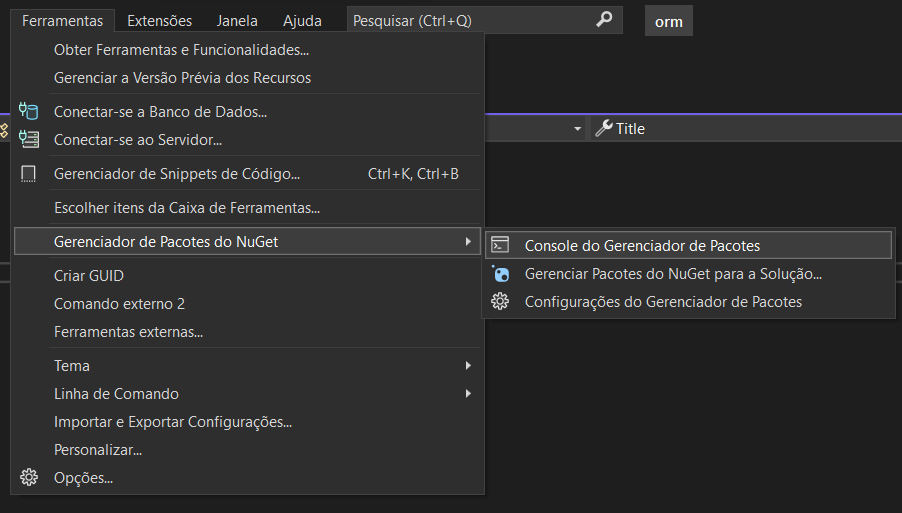 Ferramentas Extensões Janela Ajuda Pesquisar (Ctrl+Q) orm
Obter Ferramentas e Funcionalidades...
Gerenciar a Versão Prévia dos Recursos
Conectar-se a Banco de Dados...
Conectar-se ao Servidor...
Title
Gerenciador de Snippets de Código... Ctrl+K, Ctrl+B
Escolher itens da Caixa de Ferramentas...
Gerenciador de Pacotes do NuGet
Console do Gerenciador de Pacotes
Gerenciar Pacotes do NuGet para a Solução...
Configurações do Gerenciador de Pacotes
Criar GUID
Comando externo 2
Ferramentas externas...
Tema
Linha de Comando
Importar e Exportar Configurações...
Personalizar...
Opções...